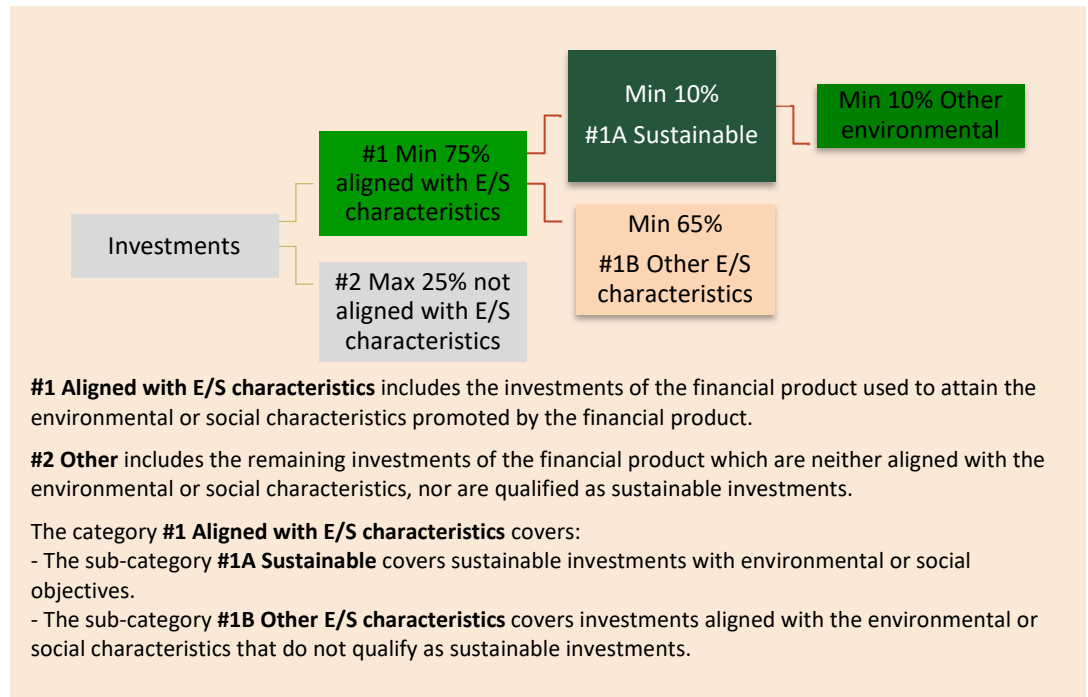 Min 10%
#1A Sustainable
Min 10% Other
environmental
#1 Min 75%
aligned with E/S
characteristics
Investments
Min 65%
#1B Other E/S
characteristics
#2 Max 25% not
aligned with E/S
characteristics
#1 Aligned with E/S characteristics includes the investments of the financial product used to attain the
environmental or social characteristics promoted by the financial product.
#2 Other includes the remaining investments of the financial product which are neither aligned with the
environmental or social characteristics, nor are qualified as sustainable investments.
The category #1 Aligned with E/S characteristics covers:
- The sub-category #1A Sustainable covers sustainable investments with environmental or social
objectives.
- The sub-category #1B Other E/S characteristics covers investments aligned with the environmental or
social characteristics that do not qualify as sustainable investments.